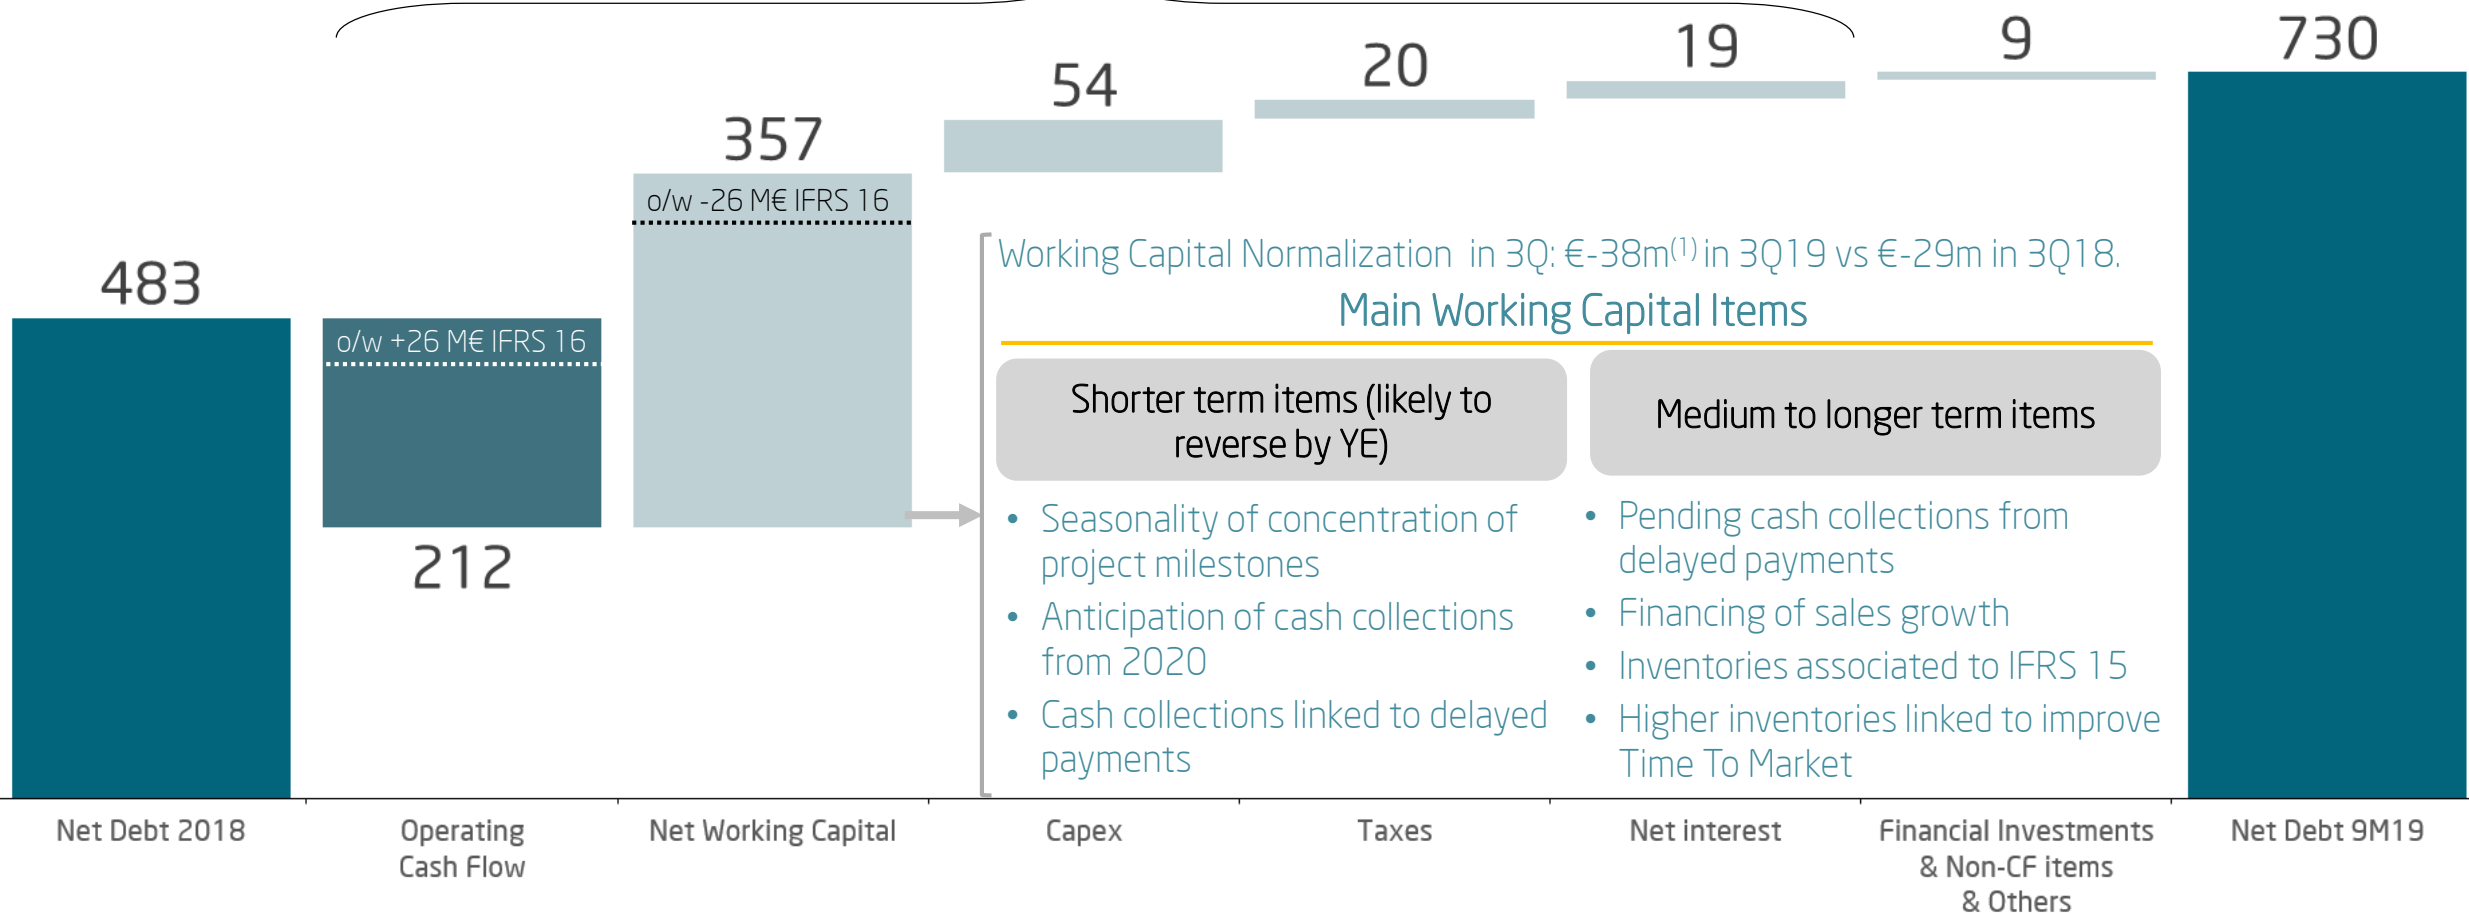 483
212
o/w +26 M€ IFRS 16
357
o/w -26 M€ IFRS 16
54
20
19
9
730
Working Capital Normalization in 3Q: €-38m(1) in 3Q19 vs €-29m in 3Q18.
Main Working Capital Items
Shorter term items (likely to
reverse by YE)
• Seasonality of concentration of
project milestones
• Anticipation of cash collections
from 2020
• Cash collections linked to delayed
payments
Medium to longer term items
• Pending cash collections from
delayed payments
• Financing of sales growth
• Inventories associated to IFRS 15
• Higher inventories linked to improve
Time To Market
Net Debt 2018
Operating
Cash Flow
Net Working Capital
Capex
Taxes
Net interest
Financial Investments
& Non-CF items
& Others
Net Debt 9M19